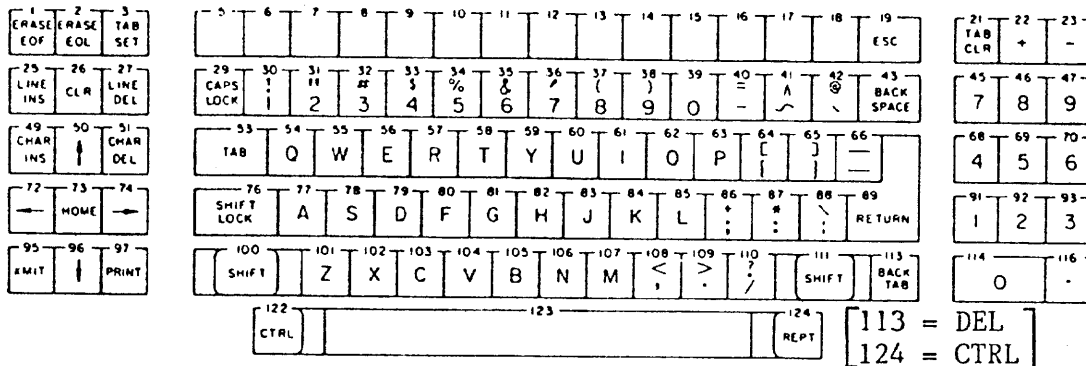 1 2 3 5 6 7 8 9 10 11 12 13 14 15 16 17 18 19 21 22 23
ERASE EOF ERASE EOL TAB SET ESC TAB CLR + -
25 26 27 29 30 31 32 33 34 35 36 37 38 39 40 41 42 43 45 46 47
LINE INS CLR LINE DEL CAPS LOCK ! " # $ % & ' ( ) = ∧ @ BACK SPACE
| 2 3 4 5 6 7 8 9 0 - ~ \ 7 8 9
49 50 51 53 54 55 56 57 58 59 60 61 62 63 64 65 66 68 69 70
CHAR INS ↑ CHAR DEL TAB Q W E R T Y U I O P [ { ] } — — 4 5 6
72 73 74 76 77 78 79 80 81 82 83 84 85 86 87 88 89 91 92 93
← HOME → SHIFT LOCK A S D F G H J K L + ; * : \ ¦ RETURN 1 2 3
95 96 97 100 101 102 103 104 105 106 107 108 109 110 111 113 114 116
XMIT ↓ PRINT SHIFT Z X C V B N M < , > . ? / SHIFT BACK TAB 0 .
122 123 124
CTRL REPT
[113 = DEL
124 = CTRL]